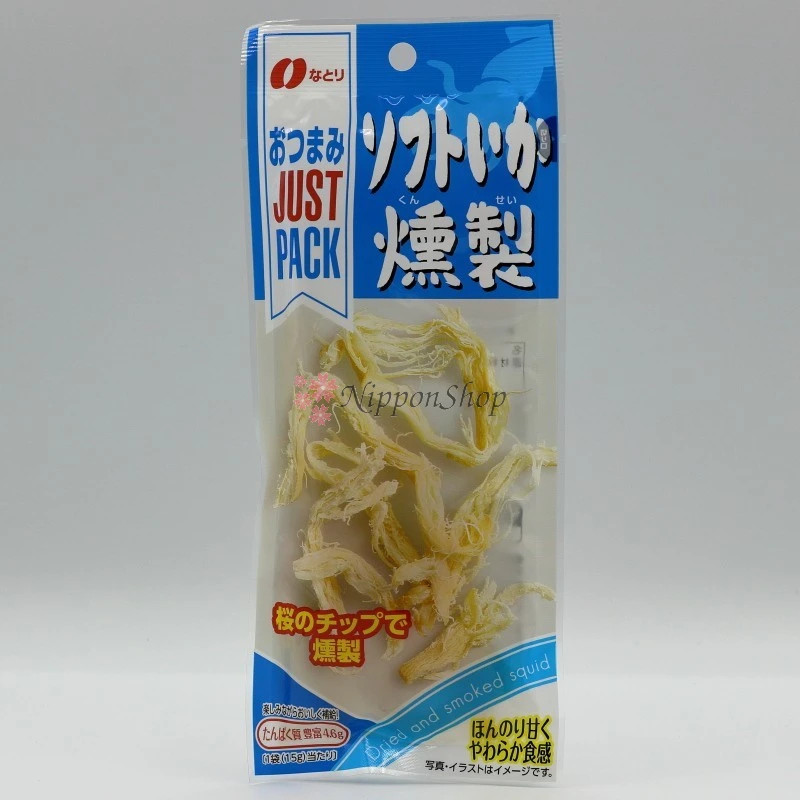 なとり
おつまみ
JUST
PACK
ソフトいか
くんせい
燻製
NipponShop
桜のチップで
燻製
Dried and smoked squid
楽しみながらおいしく補給!
たんぱく質 豊富 4.6g
[1袋(15g)当たり]
ほんのり甘く
やわらか食感
写真・イラストはイメージです。